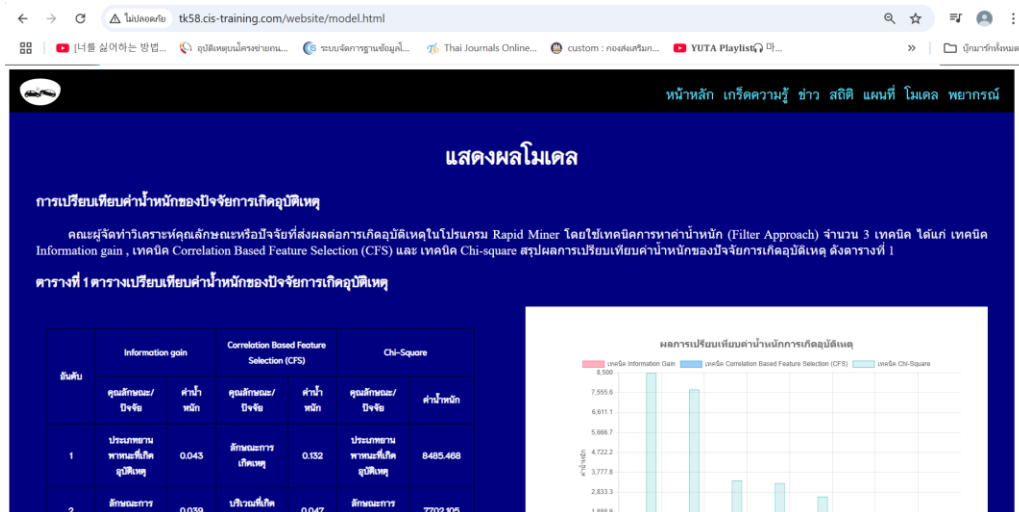 ไม่ปลอดภัย tk58.cis-training.com/website/model.html
[너를 싫어하는 방법... อุบัติเหตุบนโครงข่ายถน... ระบบจัดการฐานข้อมูลโ... Thai Journals Online... custom : กองส่งเสริมก... YUTA Playlist🎧 마... » บุ๊กมาร์กทั้งหมด
หน้าหลัก เกร็ดความรู้ ข่าว สถิติ แผนที่ โมเดล พยากรณ์
แสดงผลโมเดล
การเปรียบเทียบค่าน้ำหนักของปัจจัยการเกิดอุบัติเหตุ
คณะผู้จัดทำวิเคราะห์คุณลักษณะหรือปัจจัยที่ส่งผลต่อการเกิดอุบัติเหตุในโปรแกรม Rapid Miner โดยใช้เทคนิคการหาค่าน้ำหนัก (Filter Approach) จำนวน 3 เทคนิค ได้แก่ เทคนิค
Information gain , เทคนิค Correlation Based Feature Selection (CFS) และ เทคนิค Chi-square สรุปผลการเปรียบเทียบค่าน้ำหนักของปัจจัยการเกิดอุบัติเหตุ ดังตารางที่ 1
ตารางที่ 1 ตารางเปรียบเทียบค่าน้ำหนักของปัจจัยการเกิดอุบัติเหตุ
อันดับ
Information gain
Correlation Based Feature
Selection (CFS)
Chi-Square
คุณลักษณะ/
ปัจจัย
ค่าน้ำ
หนัก
คุณลักษณะ/
ปัจจัย
ค่าน้ำ
หนัก
คุณลักษณะ/
ปัจจัย
ค่าน้ำหนัก
1
ประเภทยาน
พาหนะที่เกิด
อุบัติเหตุ
0.043
ลักษณะการ
เกิดเหตุ
0.132
ประเภทยาน
พาหนะที่เกิด
อุบัติเหตุ
8485.468
2
ลักษณะการ
0.039
บริเวณที่เกิด
0.047
ลักษณะการ
7702.105
ผลการเปรียบเทียบค่าน้ำหนักการเกิดอุบัติเหตุ
เทคนิค Information Gain เทคนิค Correlation Based Feature Selection (CFS) เทคนิค Chi-Square
ค่าน้ำหนัก
8,500
7,555.6
6,611.1
5,666.7
4,722.2
3,777.8
2,833.3
1,888.9